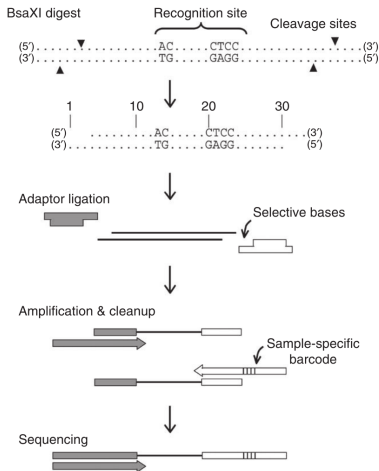 BsaXI digest
Recognition site
Cleavage sites
(5′)............AC.....CTCC.............(3′)
(3′)............TG.....GAGG.............(5′)
1 10 20 30
(5′) .........AC.....CTCC.......... (3′)
(3′)............TG.....GAGG....... (5′)
Adaptor ligation
Selective bases
Amplification & cleanup
Sample-specific
barcode
Sequencing